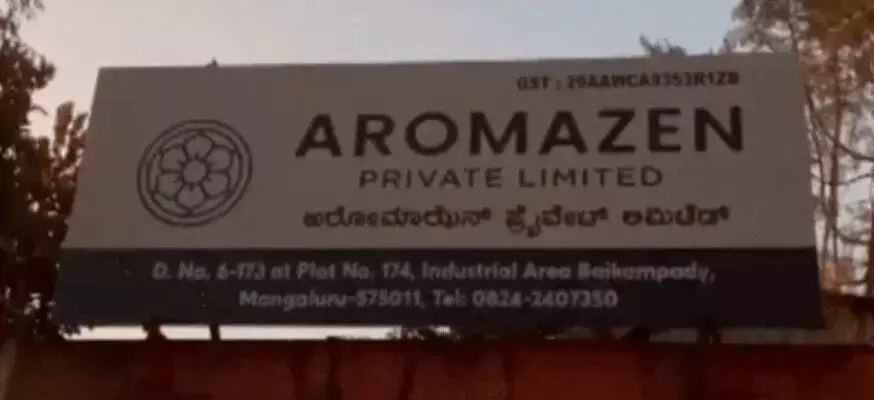 GST :
AROMAZEN
PRIVATE LIMITED
ಅರೋಮಾಝೆನ್ ಪ್ರೈವೇಟ್ ಲಿಮಿಟೆಡ್
D. No. 6-173 at Plot No. 174, Industrial Area Baikampady,
Mangaluru-575011, Tel: 0824-2407350